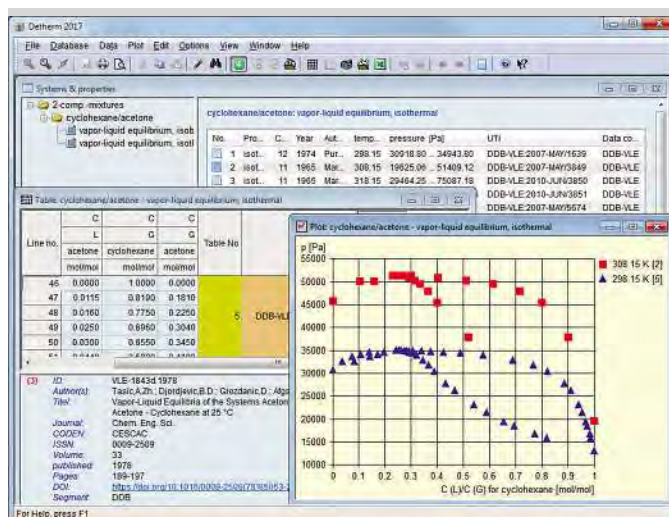 Detherm 2017
File Database Data Plot Edit Options View Window Help
Systems & properties
2-comp.-mixtures
cyclohexane/acetone
vapor-liquid equilibrium, isob
vapor-liquid equilibrium, isotl
cyclohexane/acetone: vapor-liquid equilibrium, isothermal
No. Pro... C... Year Aut... temp... pressure [Pa] UTI Data co...
1 isot... 12 1974 Pur... 298.15 30918.80 .. 34943.60 DDB-VLE:2007-MAY/1639 DDB-VLE
2 isot... 11 1965 Mar... 308.15 19625.06 .. 51409.12 DDB-VLE:2007-MAY/3849 DDB-VLE
3 isot... 11 1965 Mar... 318.15 29464.25 .. 75087.18 DDB-VLE:2010-JUN/3850 DDB-VLE
DDB-VLE:2010-JUN/3851 DDB-VLE
DDB-VLE:2007-MAY/5674 DDB-VLE
Table: cyclohexane/acetone - vapor-liquid equilibrium, isothermal
C C C
L G G
Line no. acetone cyclohexane acetone Table No
mol/mol mol/mol mol/mol
46 0.0000 1.0000 0.0000
47 0.0115 0.8190 0.1810
48 0.0160 0.7750 0.2250
5 DDB-VL
49 0.0250 0.6960 0.3040
50 0.0300 0.6550 0.3450
(3) ID: VLE-1843d 1978
Author(s): Tasic,A.Zh.; Djordjevic,B.D.; Grozdanic,D.; Afgo
Titel: Vapor-Liquid Equilibria of the Systems Aceton
Acetone - Cyclohexane at 25 °C
Journal: Chem. Eng. Sci.
CODEN: CESCAC
ISSN: 0009-2509
Volume: 33
published: 1978
Pages: 189-197
DOI:
Segment DDB
Plot: cyclohexane/acetone - vapor-liquid equilibrium, isothermal
p [Pa]
55000
50000
45000
40000
35000
30000
25000
20000
15000
10000
0 0.1 0.2 0.3 0.4 0.5 0.6 0.7 0.8 0.9 1
C (L)/C (G) for cyclohexane [mol/mol]
308.15 K [2]
298.15 K [5]
For Help, press F1